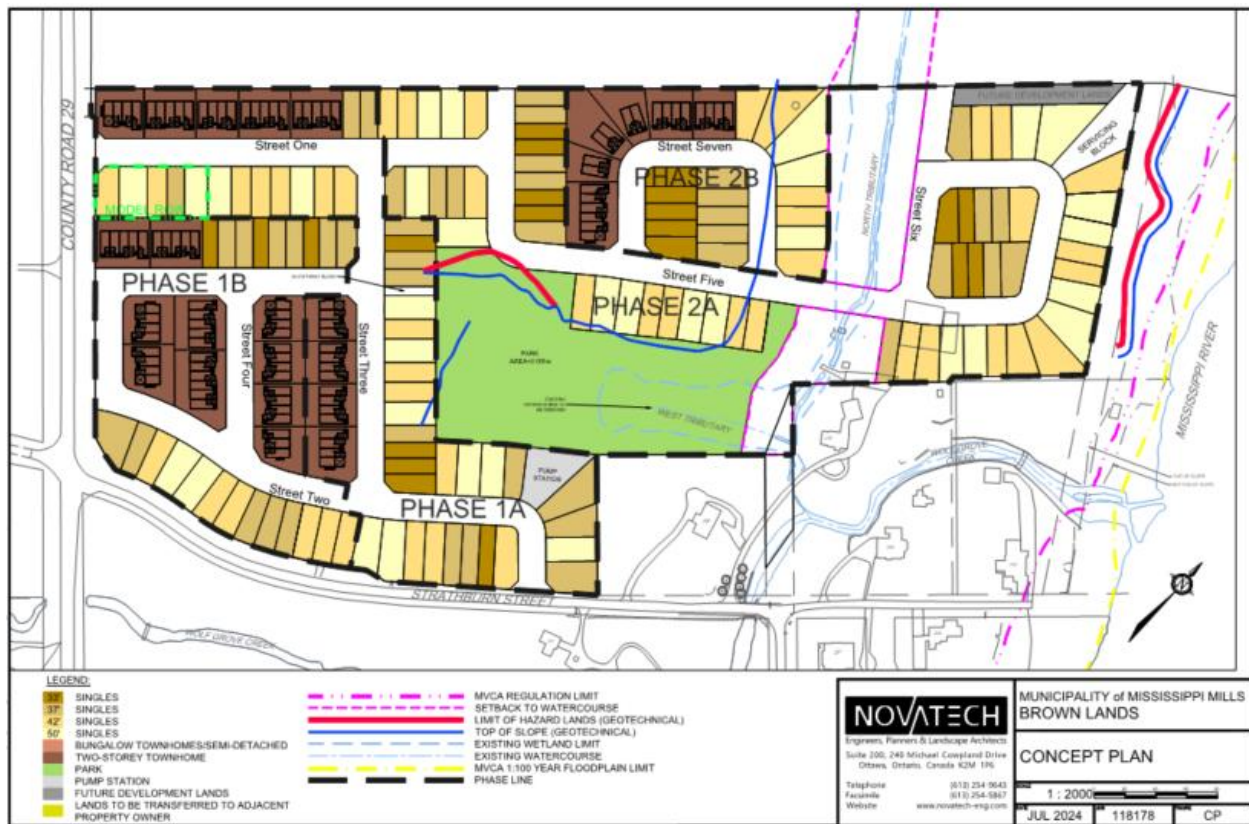 COUNTY ROAD 29
Street One
MODEL ROW
PHASE 1B
Street Four
Street Three
Street Two
PHASE 1A
PUMP
STATION
STRATHBURN STREET
WOLF GROVE CREEK
Street Seven
PHASE 2B
Street Five
PHASE 2A
PARK
WEST TRIBUTARY
NORTH TRIBUTARY
Street Six
FUTURE DEVELOPMENT LANDS
SERVICING
BLOCK
MISSISSIPPI RIVER
LEGEND:
33' SINGLES
37' SINGLES
42' SINGLES
50' SINGLES
BUNGALOW TOWNHOMES/SEMI-DETACHED
TWO-STOREY TOWNHOME
PARK
PUMP STATION
FUTURE DEVELOPMENT LANDS
LANDS TO BE TRANSFERRED TO ADJACENT
PROPERTY OWNER
MVCA REGULATION LIMIT
SETBACK TO WATERCOURSE
LIMIT OF HAZARD LANDS (GEOTECHNICAL)
TOP OF SLOPE (GEOTECHNICAL)
EXISTING WETLAND LIMIT
EXISTING WATERCOURSE
MVCA 1:100 YEAR FLOODPLAIN LIMIT
PHASE LINE
NOVATECH
Engineers, Planners & Landscape Architects
Suite 200, 240 Michael Cowpland Drive
Ottawa, Ontario, Canada K2M 1P6
Telephone (613) 254-9643
Facsimile (613) 254-5867
Website www.novatech-eng.com
MUNICIPALITY of MISSISSIPPI MILLS
BROWN LANDS
CONCEPT PLAN
1 : 2000
JUL 2024
118178
CP